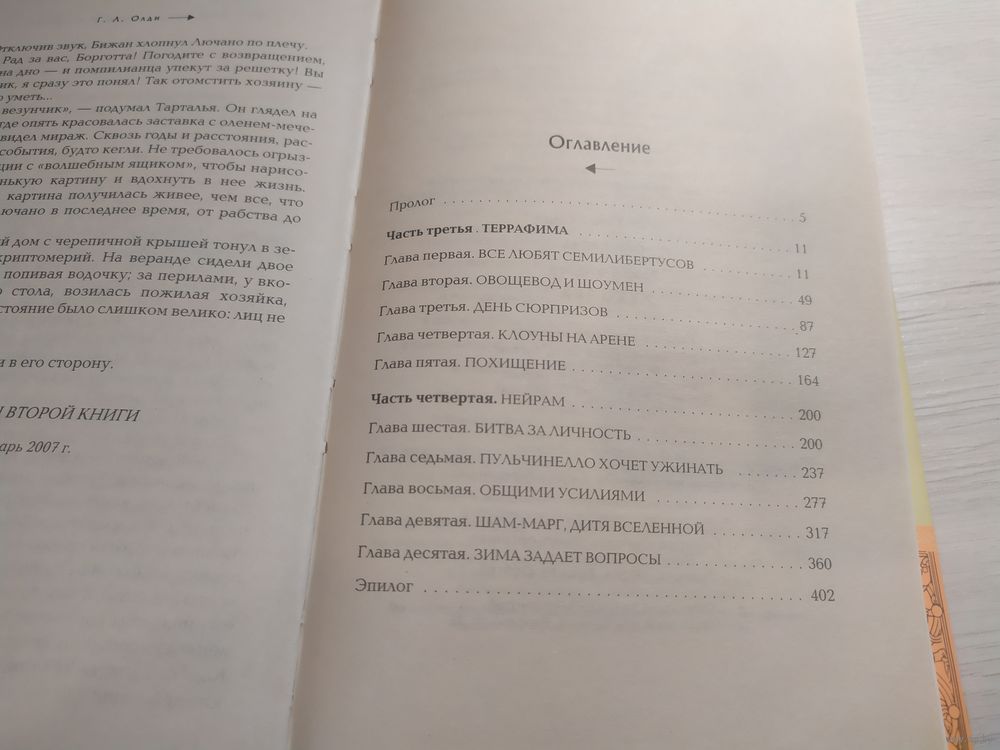 Г. Л. Олди
отключив звук, Бижан хлопнул Лючано по плечу.
Рад за вас, Борготта! Погодите с возвращением,
на дно — и помпилианца упекут за решетку! Вы
ик, я сразу это понял! Так отомстить хозяину —
уметь...
везунчик», — подумал Тарталья. Он глядел на
где опять красовалась заставка с оленем-мече-
видел мираж. Сквозь годы и расстояния, рас-
события, будто кегли. Не требовалось огрыз-
ции с «волшебным ящиком», чтобы нарисо-
нькую картину и вдохнуть в нее жизнь.
картина получилась живее, чем все, что
ючано в последнее время, от рабства до
й дом с черепичной крышей тонул в зе-
криптомерий. На веранде сидели двое
попивая водочку; за перилами, у вко-
о стола, возилась пожилая хозяйка,
стояние было слишком велико: лиц не
и в его сторону.
ВТОРОЙ КНИГИ
арь 2007 г.
Оглавление
Пролог . . . . . . . . . . 5
Часть третья . ТЕРРАФИМА . . . . . . . . . . 11
Глава первая. ВСЕ ЛЮБЯТ СЕМИЛИБЕРТУСОВ . . . . . . . . . . 11
Глава вторая. ОВОЩЕВОД И ШОУМЕН . . . . . . . . . . 49
Глава третья. ДЕНЬ СЮРПРИЗОВ . . . . . . . . . . 87
Глава четвертая. КЛОУНЫ НА АРЕНЕ . . . . . . . . . . 127
Глава пятая. ПОХИЩЕНИЕ . . . . . . . . . . 164
Часть четвертая. НЕЙРАМ . . . . . . . . . . 200
Глава шестая. БИТВА ЗА ЛИЧНОСТЬ . . . . . . . . . . 200
Глава седьмая. ПУЛЬЧИНЕЛЛО ХОЧЕТ УЖИНАТЬ . . . . . . . 237
Глава восьмая. ОБЩИМИ УСИЛИЯМИ . . . . . . . . . . 277
Глава девятая. ШАМ-МАРГ, ДИТЯ ВСЕЛЕННОЙ . . . . . . . . . . 317
Глава десятая. ЗИМА ЗАДАЕТ ВОПРОСЫ . . . . . . . . . . 360
Эпилог . . . . . . . . . . 402